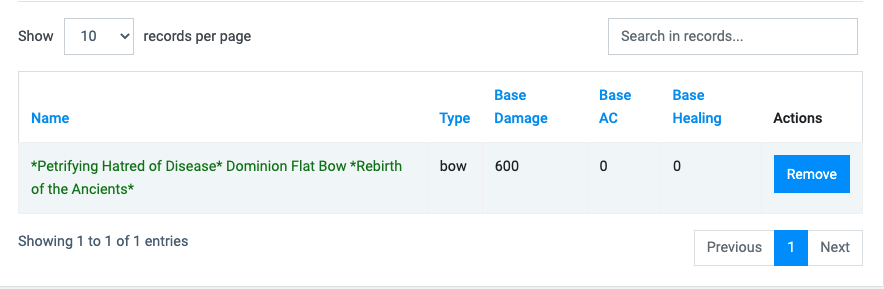 Show 10 records per page Search in records...
Name Type Base Damage Base AC Base Healing Actions
*Petrifying Hatred of Disease* Dominion Flat Bow *Rebirth of the Ancients* bow 600 0 0 Remove
Showing 1 to 1 of 1 entries Previous 1 Next